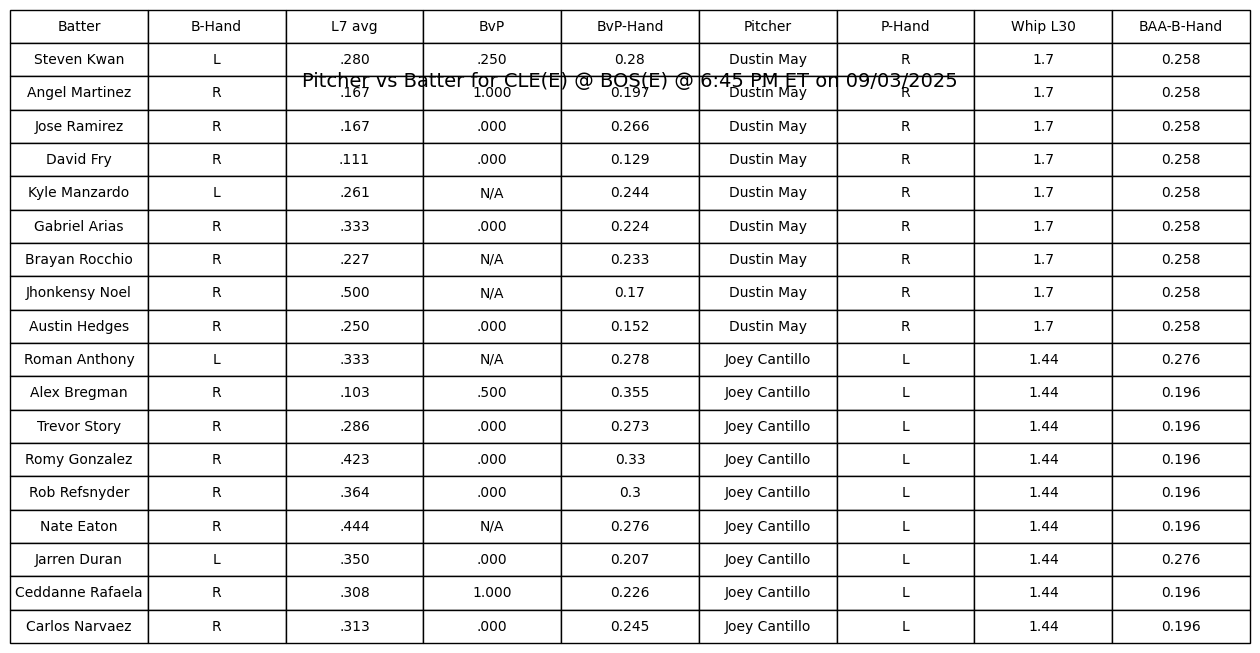 Batter B-Hand L7 avg BvP BvP-Hand Pitcher P-Hand Whip L30 BAA-B-Hand
Steven Kwan L .280 .250 0.28 Dustin May R 1.7 0.258
Pitcher vs Batter for CLE(E) @ BOS(E) @ 6:45 PM ET on 09/03/2025
Angel Martinez R .167 1.000 0.197 Dustin May R 1.7 0.258
Jose Ramirez R .167 .000 0.266 Dustin May R 1.7 0.258
David Fry R .111 .000 0.129 Dustin May R 1.7 0.258
Kyle Manzardo L .261 N/A 0.244 Dustin May R 1.7 0.258
Gabriel Arias R .333 .000 0.224 Dustin May R 1.7 0.258
Brayan Rocchio R .227 N/A 0.233 Dustin May R 1.7 0.258
Jhonkensy Noel R .500 N/A 0.17 Dustin May R 1.7 0.258
Austin Hedges R .250 .000 0.152 Dustin May R 1.7 0.258
Roman Anthony L .333 N/A 0.278 Joey Cantillo L 1.44 0.276
Alex Bregman R .103 .500 0.355 Joey Cantillo L 1.44 0.196
Trevor Story R .286 .000 0.273 Joey Cantillo L 1.44 0.196
Romy Gonzalez R .423 .000 0.33 Joey Cantillo L 1.44 0.196
Rob Refsnyder R .364 .000 0.3 Joey Cantillo L 1.44 0.196
Nate Eaton R .444 N/A 0.276 Joey Cantillo L 1.44 0.196
Jarren Duran L .350 .000 0.207 Joey Cantillo L 1.44 0.276
Ceddanne Rafaela R .308 1.000 0.226 Joey Cantillo L 1.44 0.196
Carlos Narvaez R .313 .000 0.245 Joey Cantillo L 1.44 0.196